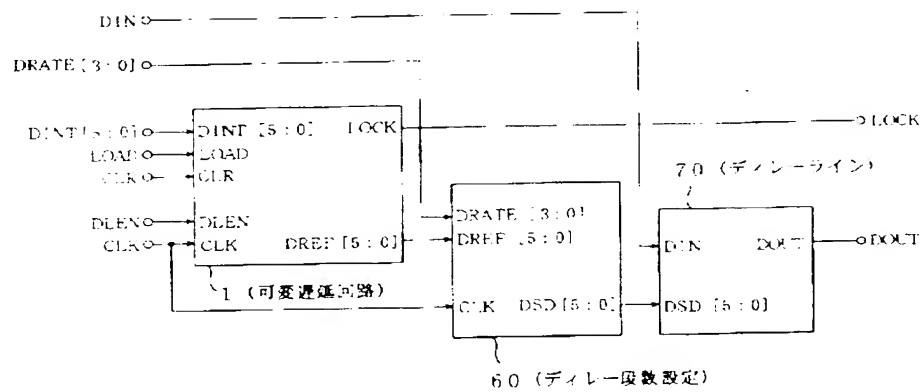 DIN
DRATE [3:0]
DINT[5:0]
LOAD
CLK
DLEN
CLK
DINT [5:0]
LOCK
LOAD
CLR
DLEN
CLK
DREF [5:0]
1 (可変遅延回路)
LOCK
70 (ディレーライン)
DRATE [3:0]
DREF [5:0]
CLK
DSD [5:0]
60 (ディレー段数設定)
DIN
DOUT
DSD [5:0]
DOUT